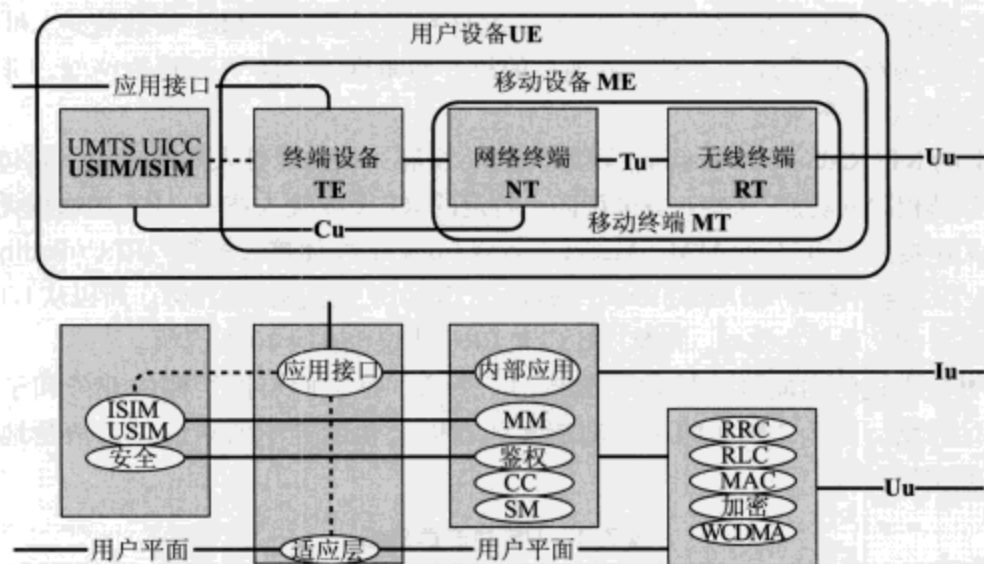 用户设备UE
移动设备 ME
应用接口
UMTS UICC
USIM/ISIM
终端设备
TE
网络终端
NT
Tu
无线终端
RT
Uu
Cu
移动终端 MT
应用接口
内部应用
Iu
ISIM
USIM
MM
安全
鉴权
CC
SM
RRC
RLC
MAC
加密
WCDMA
Uu
用户平面
适应层
用户平面